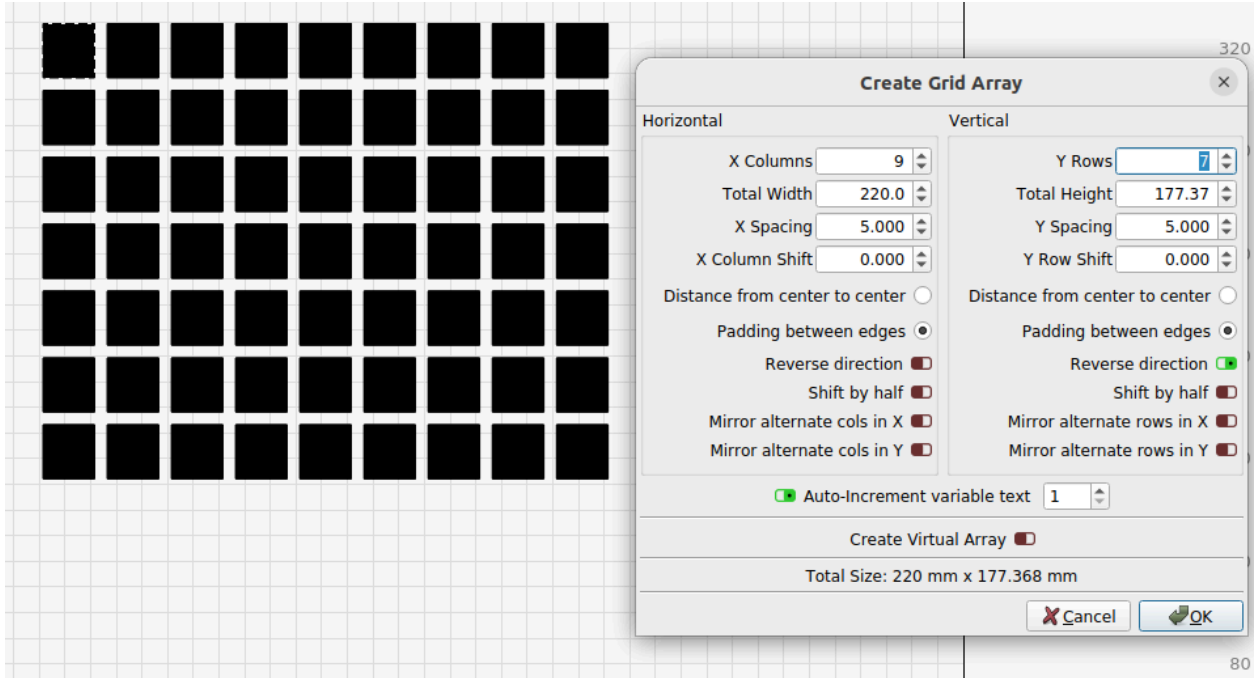 320
Create Grid Array
Horizontal
Vertical
X Columns 9
Y Rows 7
Total Width 220.0
Total Height 177.37
X Spacing 5.000
Y Spacing 5.000
X Column Shift 0.000
Y Row Shift 0.000
Distance from center to center
Distance from center to center
Padding between edges
Padding between edges
Reverse direction
Reverse direction
Shift by half
Shift by half
Mirror alternate cols in X
Mirror alternate rows in X
Mirror alternate cols in Y
Mirror alternate rows in Y
Auto-Increment variable text 1
Create Virtual Array
Total Size: 220 mm x 177.368 mm
Cancel
OK
80